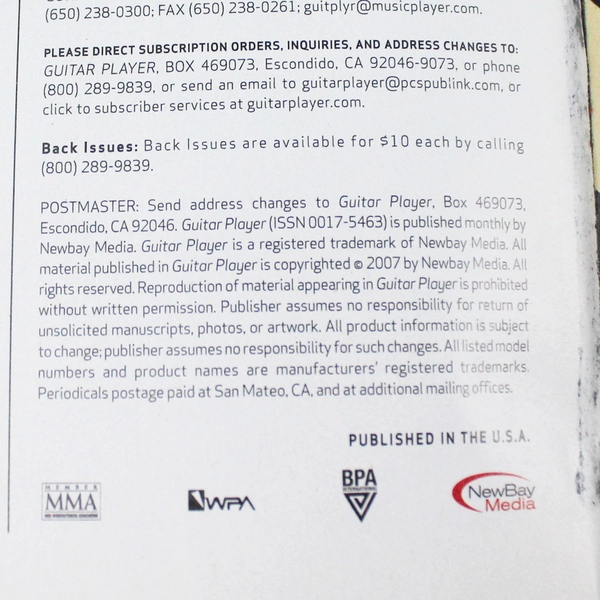 (650) 238-0300; FAX (650) 238-0261; guitplyr@musicplayer.com.
PLEASE DIRECT SUBSCRIPTION ORDERS, INQUIRIES, AND ADDRESS CHANGES TO:
GUITAR PLAYER, BOX 469073, Escondido, CA 92046-9073, or phone
(800) 289-9839, or send an email to guitarplayer@pcspublink.com, or
click to subscriber services at guitarplayer.com.
Back Issues: Back Issues are available for $10 each by calling
(800) 289-9839.
POSTMASTER: Send address changes to Guitar Player, Box 469073,
Escondido, CA 92046. Guitar Player (ISSN 0017-5463) is published monthly by
Newbay Media. Guitar Player is a registered trademark of Newbay Media. All
material published in Guitar Player is copyrighted © 2007 by Newbay Media. All
rights reserved. Reproduction of material appearing in Guitar Player is prohibited
without written permission. Publisher assumes no responsibility for return of
unsolicited manuscripts, photos, or artwork. All product information is subject
to change; publisher assumes no responsibility for such changes. All listed model
numbers and product names are manufacturers' registered trademarks.
Periodicals postage paid at San Mateo, CA, and at additional mailing offices.
PUBLISHED IN THE U.S.A.
MEMBER
MMA
WPA
BPA
INTERNATIONAL
NewBay
Media